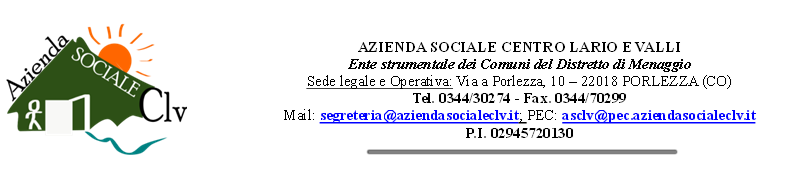 Azienda
SOCIALE
Clv
AZIENDA SOCIALE CENTRO LARIO E VALLI
Ente strumentale dei Comuni del Distretto di Menaggio
Sede legale e Operativa: Via a Porlezza, 10 – 22018 PORLEZZA (CO)
Tel. 0344/30274 - Fax. 0344/70299
Mail: segreteria@aziendasocialeclv.it; PEC: asclv@pec.aziendasocialeclv.it
P.I. 02945720130